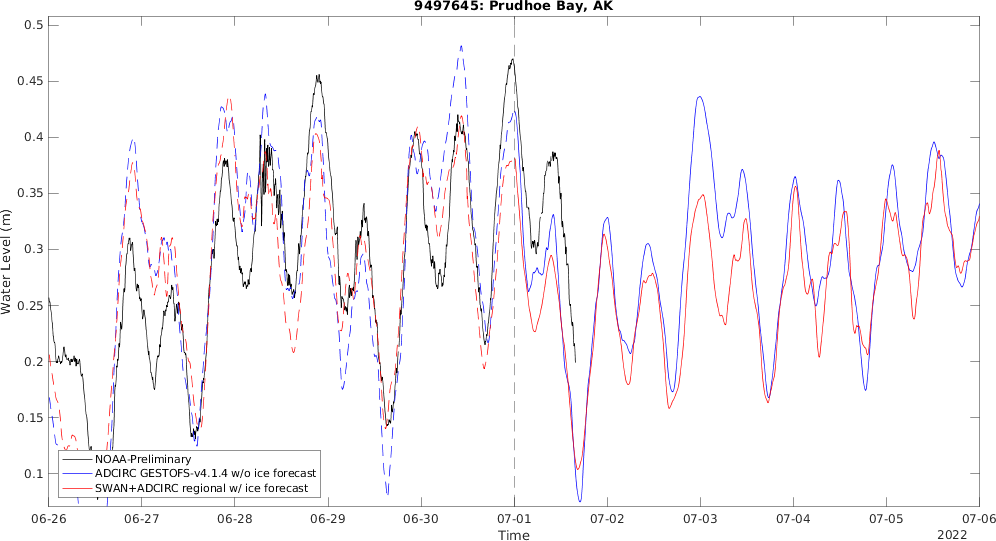 9497645: Prudhoe Bay, AK
Water Level (m)
0.5
0.45
0.4
0.35
0.3
0.25
0.2
0.15
0.1
NOAA-Preliminary
ADCIRC GESTOFS-v4.1.4 w/o ice forecast
SWAN+ADCIRC regional w/ ice forecast
06-26 06-27 06-28 06-29 06-30 07-01 07-02 07-03 07-04 07-05 07-06
Time
2022